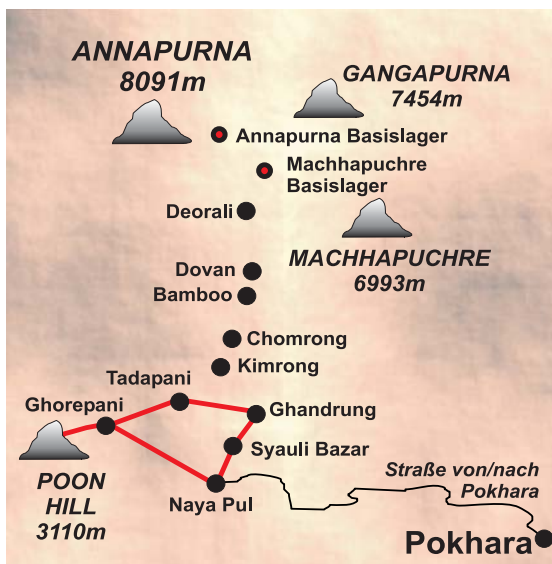 ANNAPURNA
8091m
GANGAPURNA
7454m
Annapurna Basislager
Machhapuchre
Basislager
Deorali
MACHHAPUCHRE
6993m
Dovan
Bamboo
Chomrong
Kimrong
Tadapani
Ghorepani
Ghandrung
Syauli Bazar
POON
HILL
3110m
Naya Pul
Straße von/nach
Pokhara
Pokhara